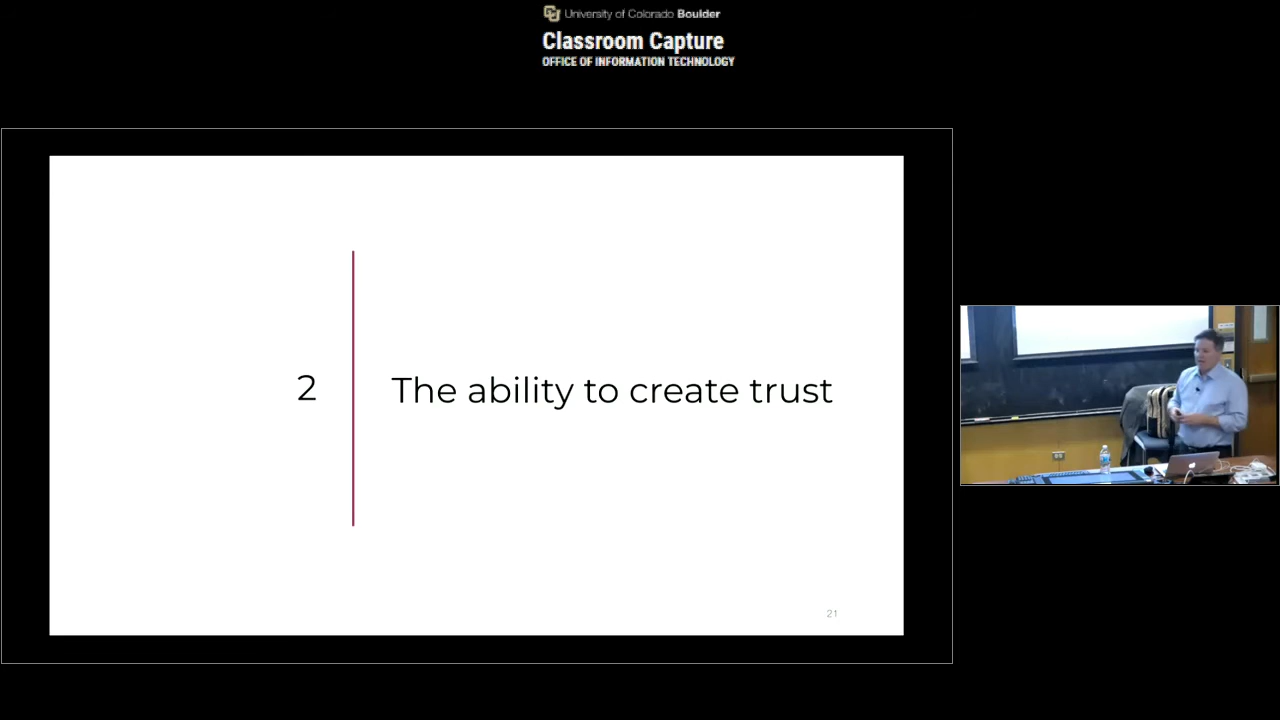 University of Colorado Boulder
Classroom Capture
OFFICE OF INFORMATION TECHNOLOGY
2
The ability to create trust
21